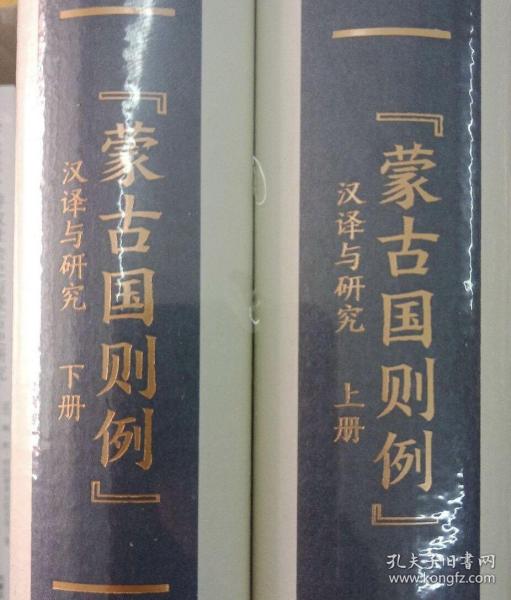 『蒙古国则例』
汉译与研究 下册
『蒙古国则例』
汉译与研究 上册
孔夫子旧书网
www.kongfz.com